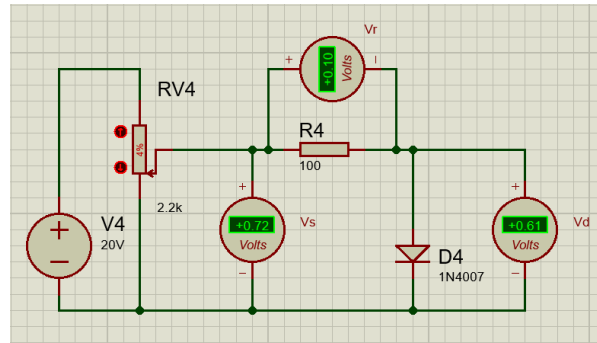 Vr
+0.10
Volts
RV4
4%
2.2k
R4
100
V4
20V
+0.72
Volts
Vs
D4
1N4007
+0.61
Volts
Vd